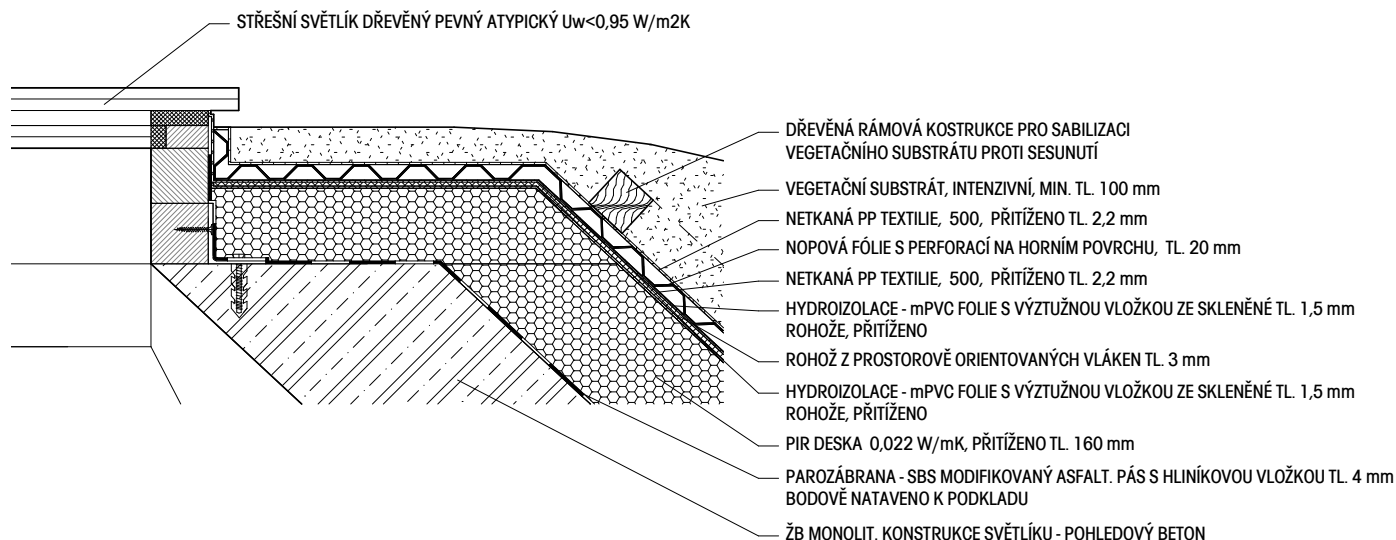 STŘEŠNÍ SVĚTLÍK DŘEVĚNÝ PEVNÝ ATYPICKÝ Uw<0,95 W/m2K
DŘEVĚNÁ RÁMOVÁ KOSTRUKCE PRO SABILIZACI
VEGETAČNÍHO SUBSTRÁTU PROTI SESUNUTÍ
VEGETAČNÍ SUBSTRÁT, INTENZIVNÍ, MIN. TL. 100 mm
NETKANÁ PP TEXTILIE, 500, PŘITÍŽENO TL. 2,2 mm
NOPOVÁ FÓLIE S PERFORACÍ NA HORNÍM POVRCHU, TL. 20 mm
NETKANÁ PP TEXTILIE, 500, PŘITÍŽENO TL. 2,2 mm
HYDROIZOLACE - mPVC FOLIE S VÝZTUŽNOU VLOŽKOU ZE SKLENĚNÉ TL. 1,5 mm
ROHOŽE, PŘITÍŽENO
ROHOŽ Z PROSTOROVĚ ORIENTOVANÝCH VLÁKEN TL. 3 mm
HYDROIZOLACE - mPVC FOLIE S VÝZTUŽNOU VLOŽKOU ZE SKLENĚNÉ TL. 1,5 mm
ROHOŽE, PŘITÍŽENO
PIR DESKA 0,022 W/mK, PŘITÍŽENO TL. 160 mm
PAROZÁBRANA - SBS MODIFIKOVANÝ ASFALT. PÁS S HLINÍKOVOU VLOŽKOU TL. 4 mm
BODOVĚ NATAVENO K PODKLADU
ŽB MONOLIT. KONSTRUKCE SVĚTLÍKU - POHLEDOVÝ BETON